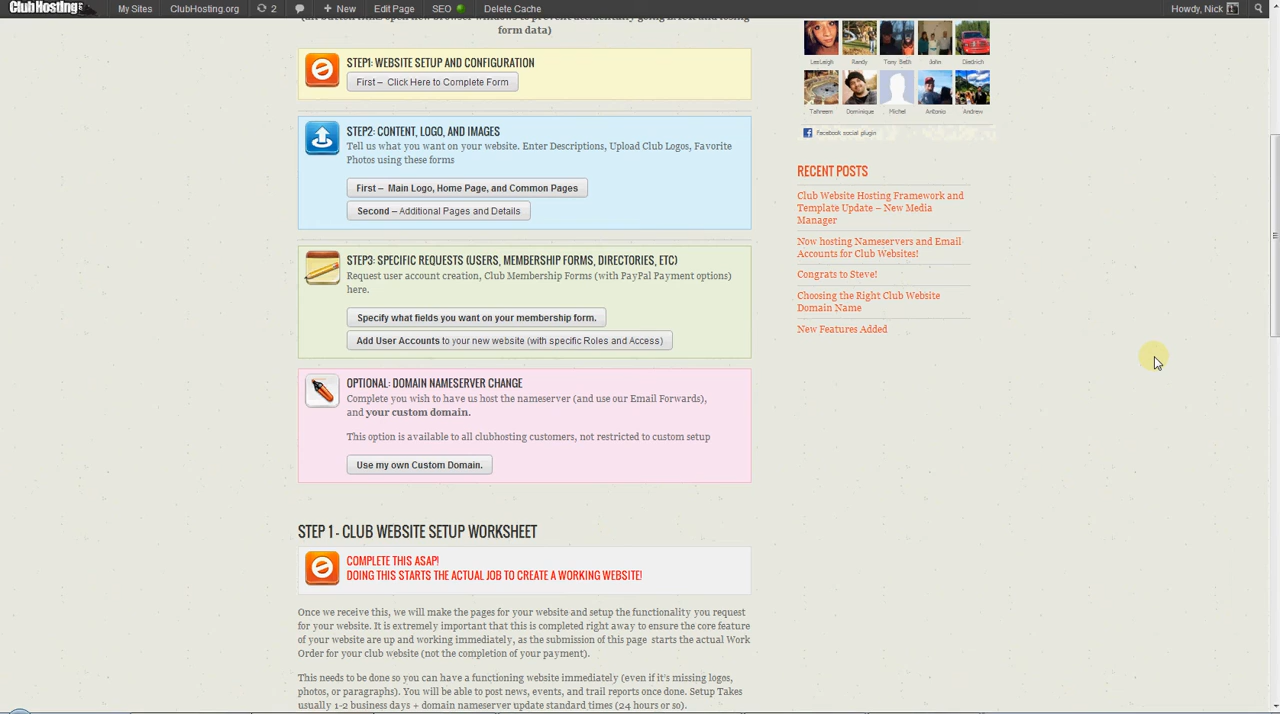 ClubHosting My Sites ClubHosting.org 2 + New Edit Page SEO Delete Cache Howdy, Nick
form data)
STEP1: WEBSITE SETUP AND CONFIGURATION
First – Click Here to Complete Form
STEP2: CONTENT, LOGO, AND IMAGES
Tell us what you want on your website. Enter Descriptions, Upload Club Logos, Favorite
Photos using these forms
First – Main Logo, Home Page, and Common Pages
Second – Additional Pages and Details
STEP3: SPECIFIC REQUESTS (USERS, MEMBERSHIP FORMS, DIRECTORIES, ETC)
Request user account creation, Club Membership Forms (with PayPal Payment options)
here.
Specify what fields you want on your membership form.
Add User Accounts to your new website (with specific Roles and Access)
OPTIONAL: DOMAIN NAMESERVER CHANGE
Complete you wish to have us host the nameserver (and use our Email Forwards),
and your custom domain.
This option is available to all clubhosting customers, not restricted to custom setup
Use my own Custom Domain.
STEP 1 - CLUB WEBSITE SETUP WORKSHEET
COMPLETE THIS ASAP!
DOING THIS STARTS THE ACTUAL JOB TO CREATE A WORKING WEBSITE!
Once we receive this, we will make the pages for your website and setup the functionality you request
for your website. It is extremely important that this is completed right away to ensure the core feature
of your website are up and working immediately, as the submission of this page starts the actual Work
Order for your club website (not the completion of your payment).
This needs to be done so you can have a functioning website immediately (even if it's missing logos,
photos, or paragraphs). You will be able to post news, events, and trail reports once done. Setup Takes
usually 1-2 business days + domain nameserver update standard times (24 hours or so).
LeeLeigh Randy Tony Beth John Diedrich
Tahreem Dominique Michel Antonks Andrew
Facebook social plugin
RECENT POSTS
Club Website Hosting Framework and
Template Update – New Media
Manager
Now hosting Nameservers and Email
Accounts for Club Websites!
Congrats to Steve!
Choosing the Right Club Website
Domain Name
New Features Added